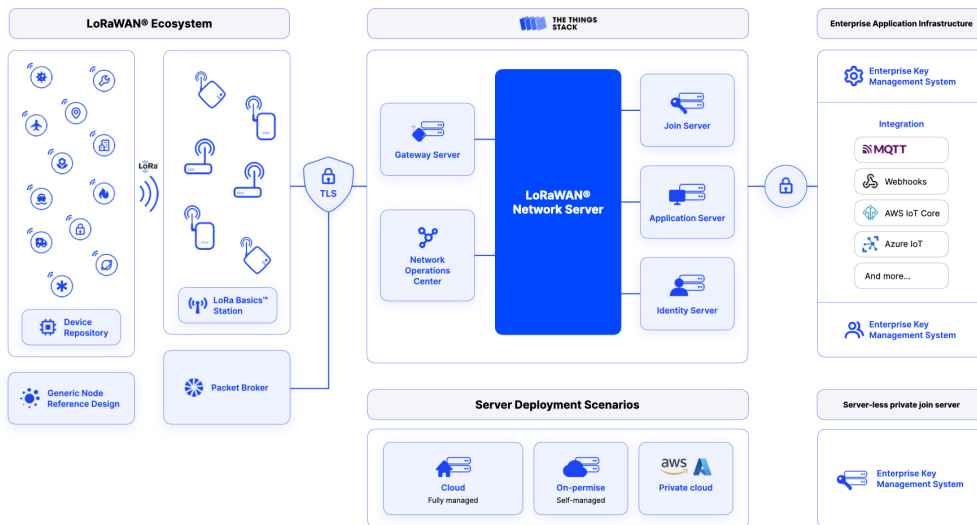 LoRaWAN® Ecosystem
THE THINGS
STACK
Enterprise Application Infrastructure
LoRa
Device
Repository
Generic Node
Reference Design
LoRa Basics™
Station
Packet Broker
TLS
Gateway Server
Network
Operations
Center
LoRaWAN®
Network Server
Join Server
Application Server
Identity Server
Enterprise Key
Management System
Integration
MQTT
Webhooks
AWS IoT Core
Azure IoT
And more...
Enterprise Key
Management System
Server Deployment Scenarios
Cloud
Fully managed
On-permise
Self-managed
aws
Private cloud
Server-less private join server
Enterprise Key
Management System